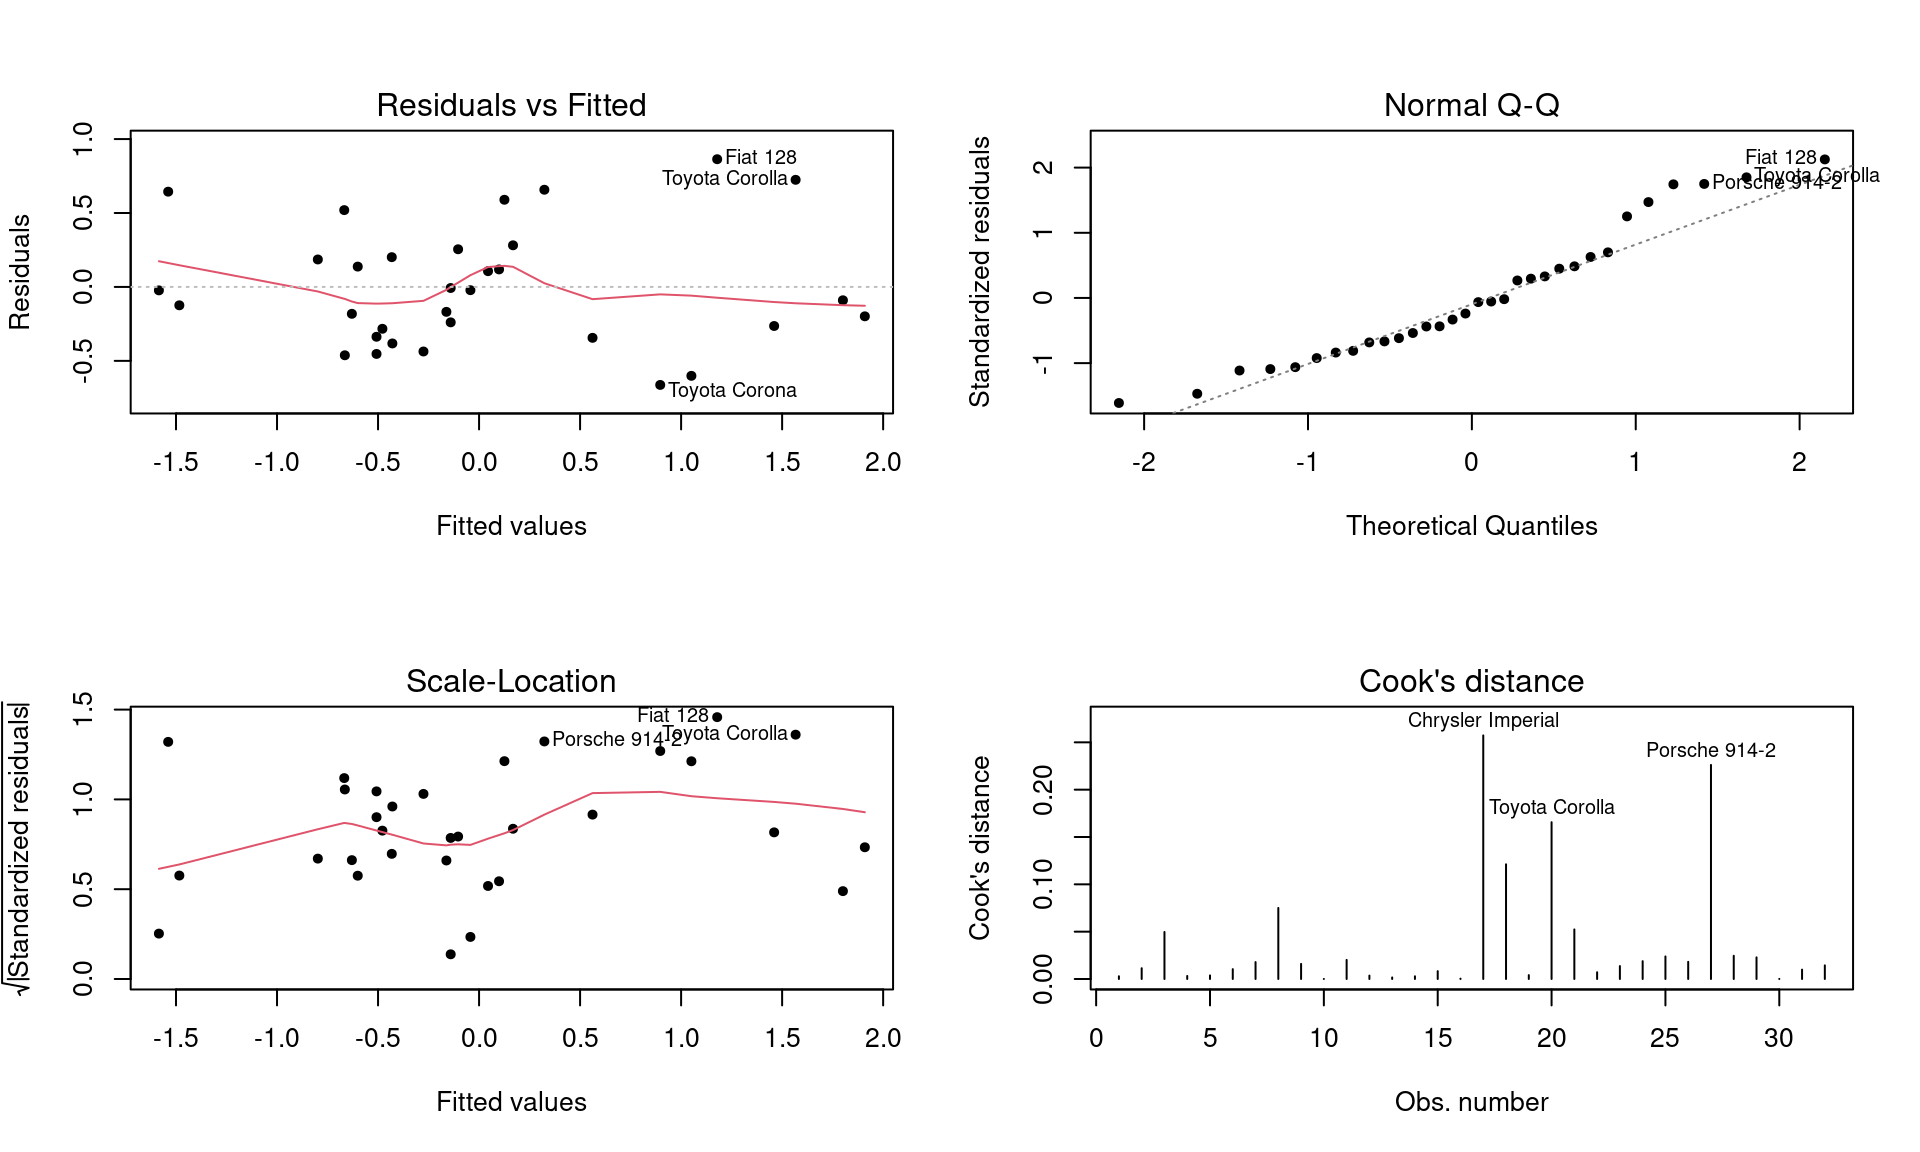 Residuals vs Fitted
Residuals
1.0
0.5
0.0
-0.5
Fiat 128
Toyota Corolla
Toyota Corona
-1.5 -1.0 -0.5 0.0 0.5 1.0 1.5 2.0
Fitted values
Normal Q-Q
Standardized residuals
2
1
0
-1
Fiat 128
Toyota Corolla
Porsche 914-2
-2 -1 0 1 2
Theoretical Quantiles
Scale-Location
√|Standardized residuals|
1.5
1.0
0.5
0.0
Fiat 128
Toyota Corolla
Porsche 914-2
-1.5 -1.0 -0.5 0.0 0.5 1.0 1.5 2.0
Fitted values
Cook's distance
Cook's distance
0.20
0.10
0.00
Chrysler Imperial
Porsche 914-2
Toyota Corolla
0 5 10 15 20 25 30
Obs. number